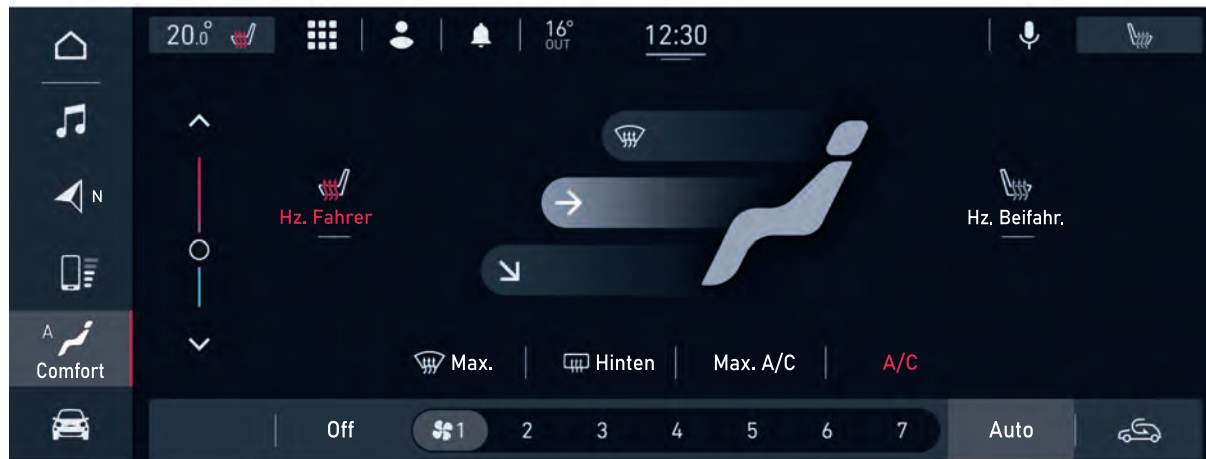 20.0° 16° OUT 12:30
N
Hz. Fahrer
Hz. Beifahr.
A
Comfort
Max. Hinten Max. A/C A/C
Off 1 2 3 4 5 6 7 Auto